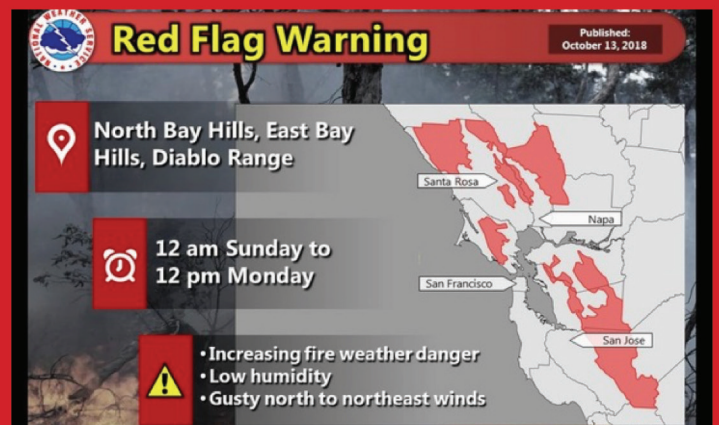 NATIONAL WEATHER SERVICE
Red Flag Warning
Published:
October 13, 2018
North Bay Hills, East Bay
Hills, Diablo Range
12 am Sunday to
12 pm Monday
• Increasing fire weather danger
• Low humidity
• Gusty north to northeast winds
Santa Rosa
Napa
San Francisco
San Jose